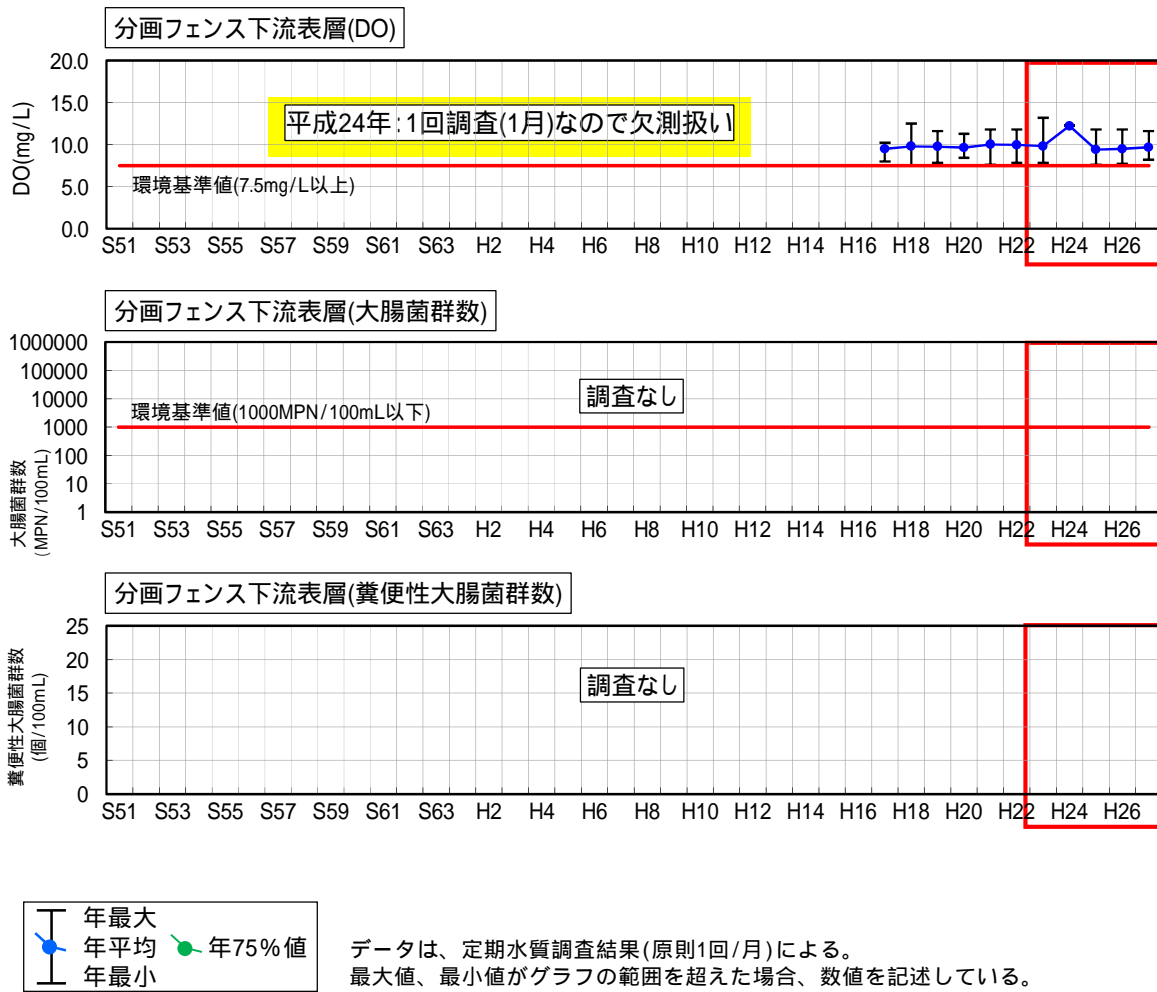 分画フェンス下流表層(DO)
DO(mg/L)
20.0
15.0
10.0
5.0
0.0
平成24年:1回調査(1月)なので欠測扱い
環境基準値(7.5mg/L以上)
S51 S53 S55 S57 S59 S61 S63 H2 H4 H6 H8 H10 H12 H14 H16 H18 H20 H22 H24 H26
分画フェンス下流表層(大腸菌群数)
大腸菌群数
(MPN/100mL)
1000000
100000
10000
1000
100
10
1
調査なし
環境基準値(1000MPN/100mL以下)
S51 S53 S55 S57 S59 S61 S63 H2 H4 H6 H8 H10 H12 H14 H16 H18 H20 H22 H24 H26
分画フェンス下流表層(糞便性大腸菌群数)
糞便性大腸菌群数
(個/100mL)
25
20
15
10
5
0
調査なし
S51 S53 S55 S57 S59 S61 S63 H2 H4 H6 H8 H10 H12 H14 H16 H18 H20 H22 H24 H26
年最大
年平均 年75%値
年最小
データは、定期水質調査結果(原則1回/月)による。
最大値、最小値がグラフの範囲を超えた場合、数値を記述している。